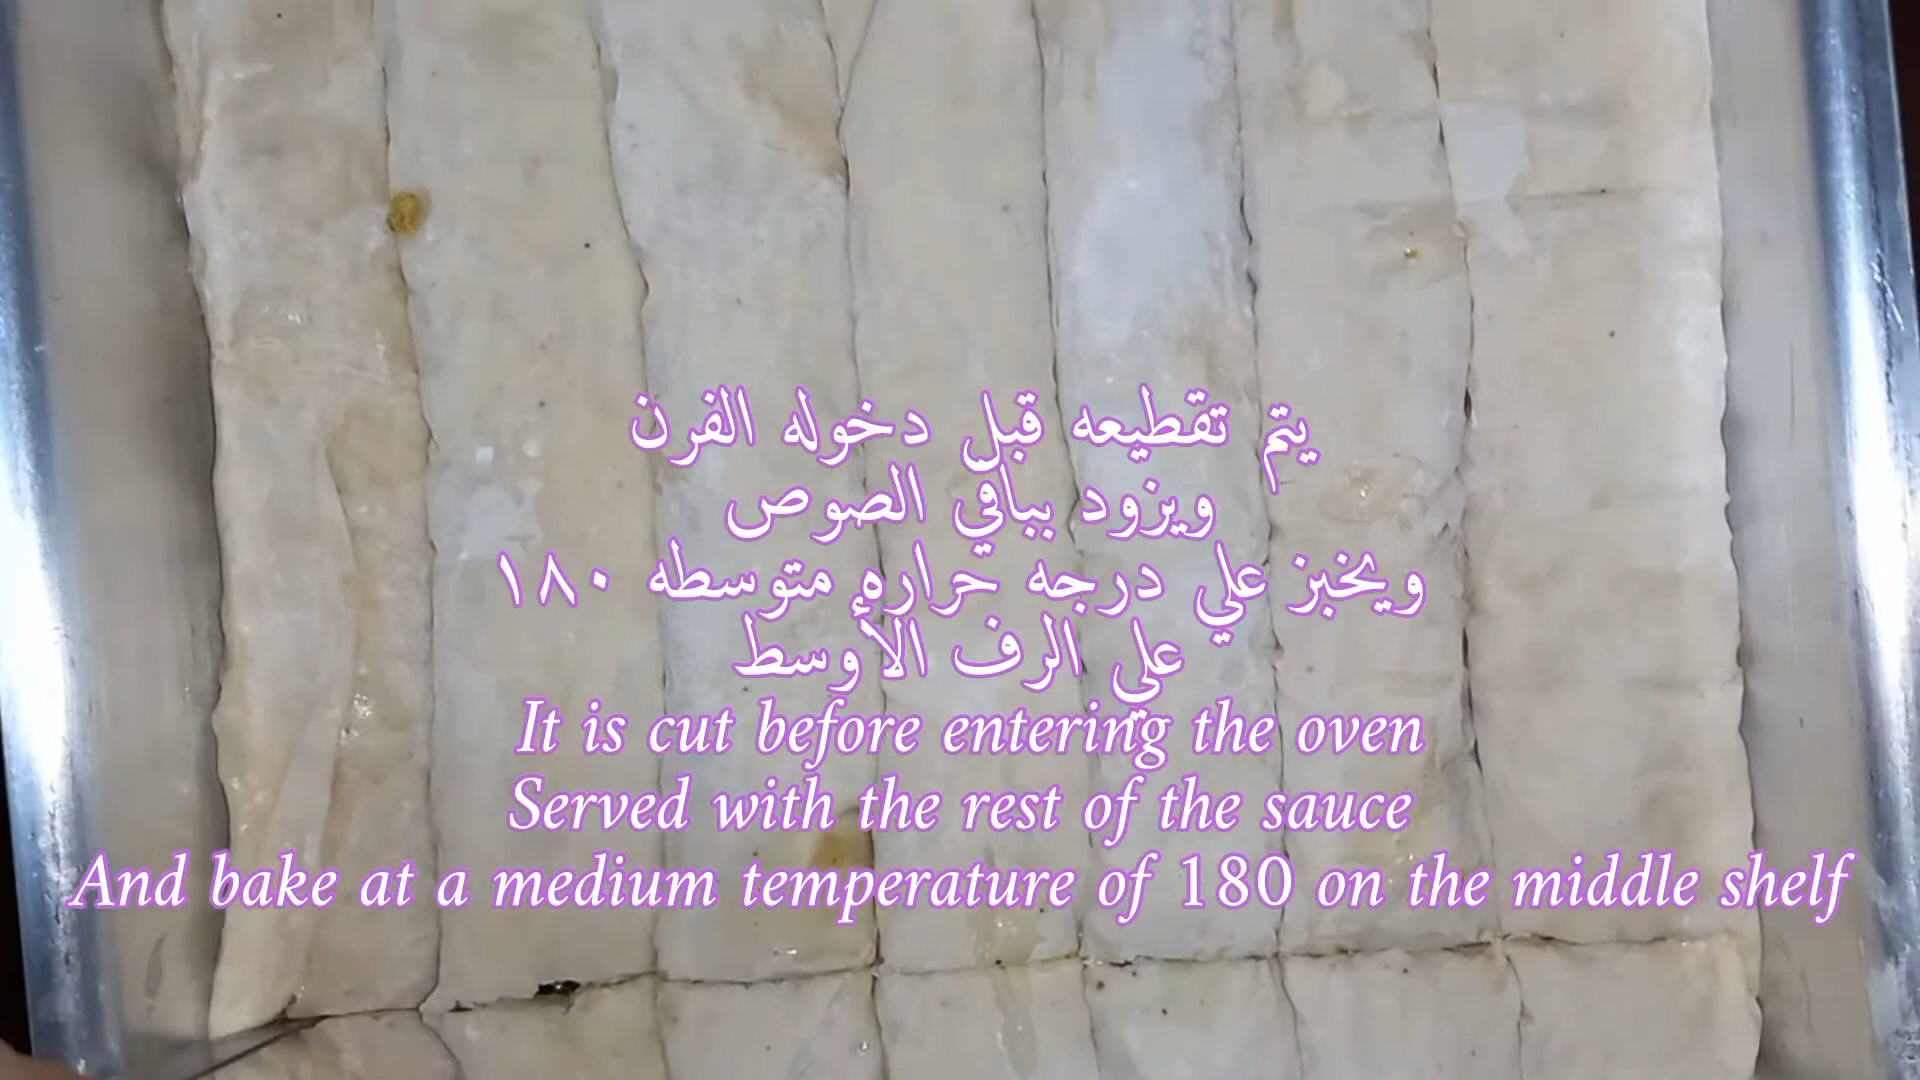 يتم تقطيعه قبل دخوله الفرن
ويزود بباقي الصوص
ويخبز علي درجه حراره متوسطه ١٨٠
علي الرف الأوسط
It is cut before entering the oven
Served with the rest of the sauce
And bake at a medium temperature of 180 on the middle shelf